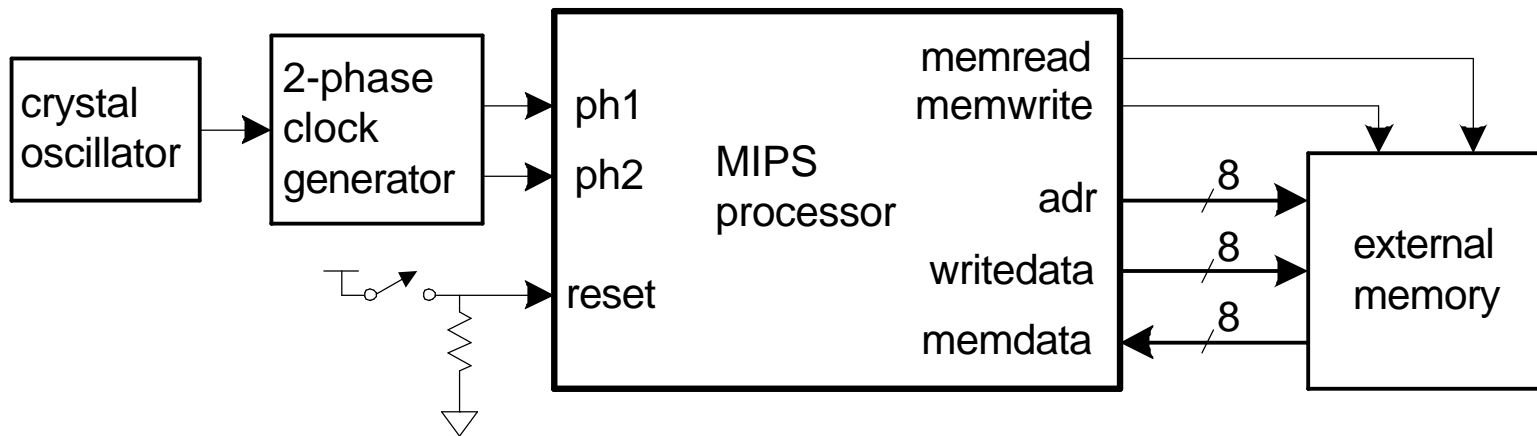 crystal
oscillator
2-phase
clock
generator
ph1
ph2
reset
MIPS
processor
memread
memwrite
adr
writedata
memdata
8
8
8
external
memory